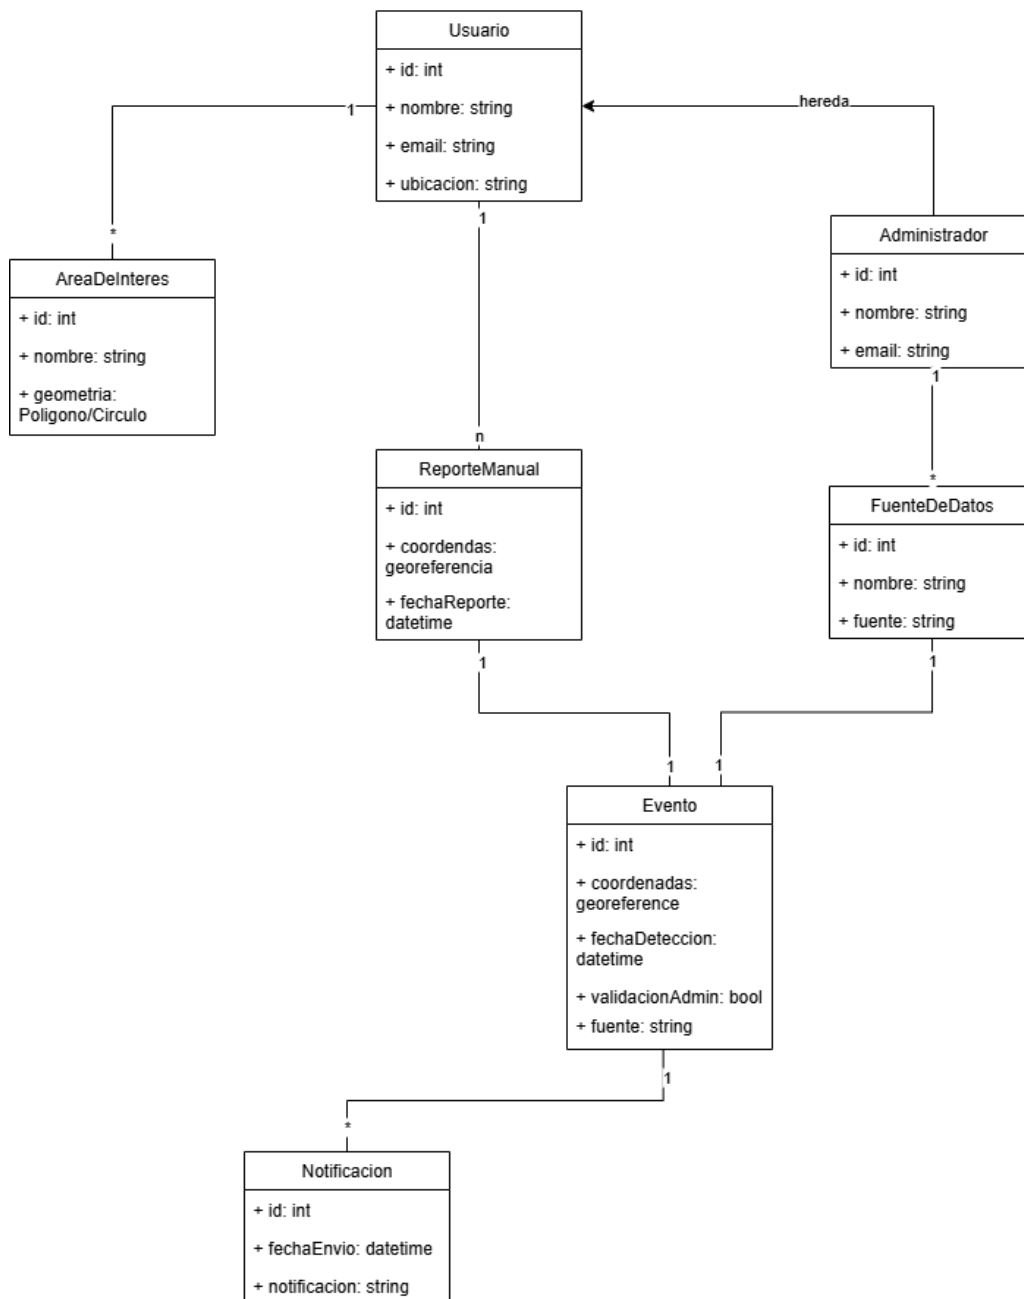 Usuario
+ id: int
+ nombre: string
+ email: string
+ ubicacion: string
1
hereda
1
*
AreaDeInteres
+ id: int
+ nombre: string
+ geometria:
Poligono/Circulo
Administrador
+ id: int
+ nombre: string
+ email: string
1
n
ReporteManual
+ id: int
+ coordendas:
georeferencia
+ fechaReporte:
datetime
1
*
FuenteDeDatos
+ id: int
+ nombre: string
+ fuente: string
1
1
1
Evento
+ id: int
+ coordenadas:
georeference
+ fechaDeteccion:
datetime
+ validacionAdmin: bool
+ fuente: string
1
*
Notificacion
+ id: int
+ fechaEnvio: datetime
+ notificacion: string